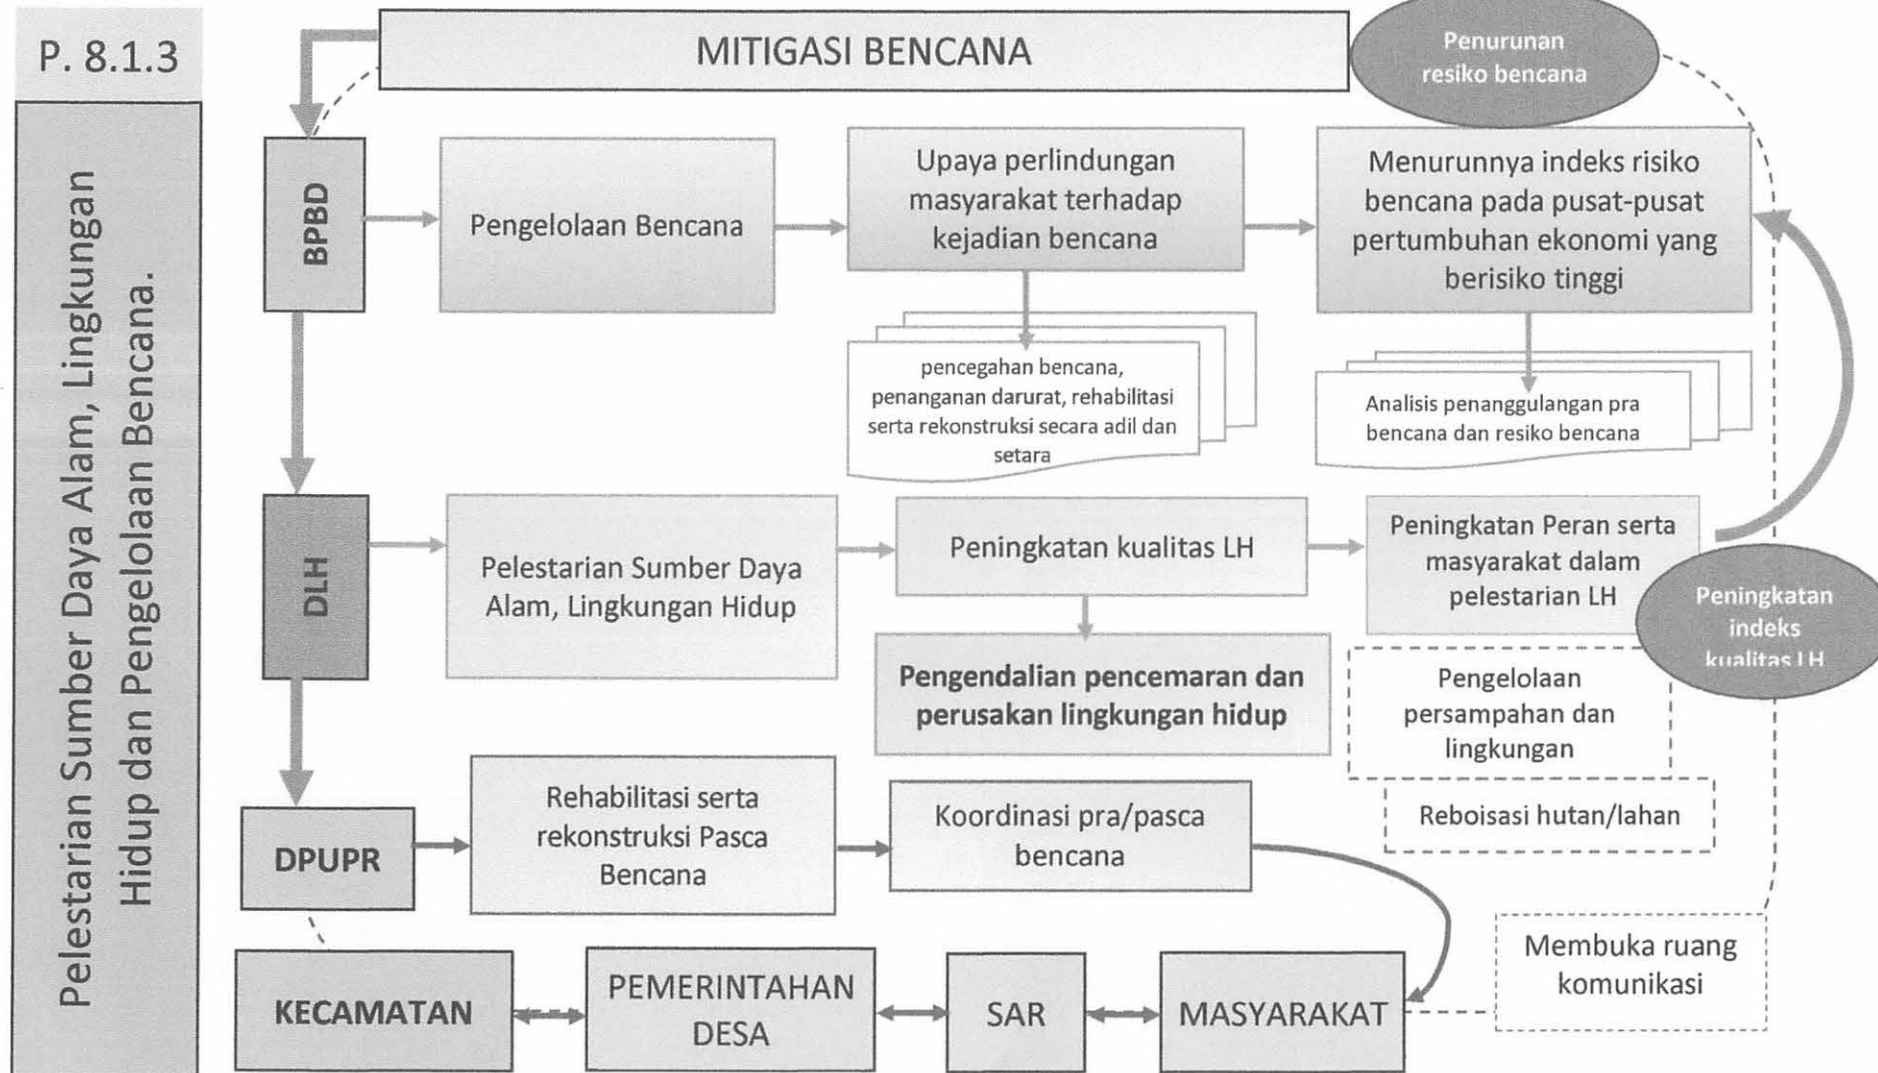 P. 8.1.3
Pelestarian Sumber Daya Alam, Lingkungan
Hidup dan Pengelolaan Bencana.
MITIGASI BENCANA
Penurunan
resiko bencana
BPBD
Pengelolaan Bencana
Upaya perlindungan
masyarakat terhadap
kejadian bencana
Menurunnya indeks risiko
bencana pada pusat-pusat
pertumbuhan ekonomi yang
berisiko tinggi
pencegahan bencana,
penanganan darurat, rehabilitasi
serta rekonstruksi secara adil dan
setara
Analisis penanggulangan pra
bencana dan resiko bencana
DLH
Pelestarian Sumber Daya
Alam, Lingkungan Hidup
Peningkatan kualitas LH
Peningkatan Peran serta
masyarakat dalam
pelestarian LH
Peningkatan
indeks
kualitas LH
Pengendalian pencemaran dan
perusakan lingkungan hidup
Pengelolaan
persampahan dan
lingkungan
Reboisasi hutan/lahan
DPUPR
Rehabilitasi serta
rekonstruksi Pasca
Bencana
Koordinasi pra/pasca
bencana
Membuka ruang
komunikasi
KECAMATAN
PEMERINTAHAN
DESA
SAR
MASYARAKAT